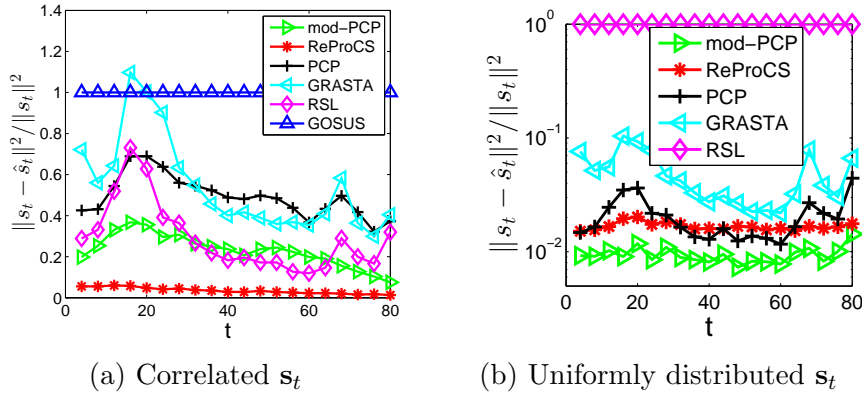 ‖s_t − ŝ_t‖²/‖s_t‖²
1.4
1.2
1
0.8
0.6
0.4
0.2
0
0
20
40
60
80
t
mod−PCP
ReProCS
PCP
GRASTA
RSL
GOSUS
(a) Correlated s_t
‖s_t − ŝ_t‖²/‖s_t‖²
10⁰
10⁻¹
10⁻²
0
20
40
60
80
t
mod−PCP
ReProCS
PCP
GRASTA
RSL
(b) Uniformly distributed s_t